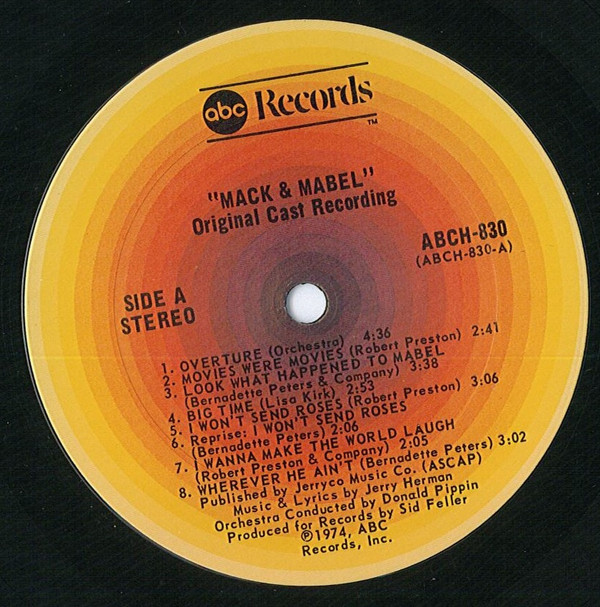 abc Records
TM
"MACK & MABEL"
Original Cast Recording
ABCH-830
(ABCH-830-A)
SIDE A
STEREO
1. OVERTURE (Orchestra) 4:36
2. MOVIES WERE MOVIES (Robert Preston) 2:41
3. LOOK WHAT HAPPENED TO MABEL
(Bernadette Peters & Company) 3:38
4. BIG TIME (Lisa Kirk) 2:53
5. I WON'T SEND ROSES (Robert Preston) 3:06
6. Reprise: I WON'T SEND ROSES
(Bernadette Peters) 2:06
7. I WANNA MAKE THE WORLD LAUGH
(Robert Preston & Company) 2:05
8. WHEREVER HE AIN'T (Bernadette Peters) 3:02
Published by Jerryco Music Co. (ASCAP)
Music & Lyrics by Jerry Herman
Orchestra Conducted by Donald Pippin
Produced for Records by Sid Feller
℗1974, ABC
Records, Inc.